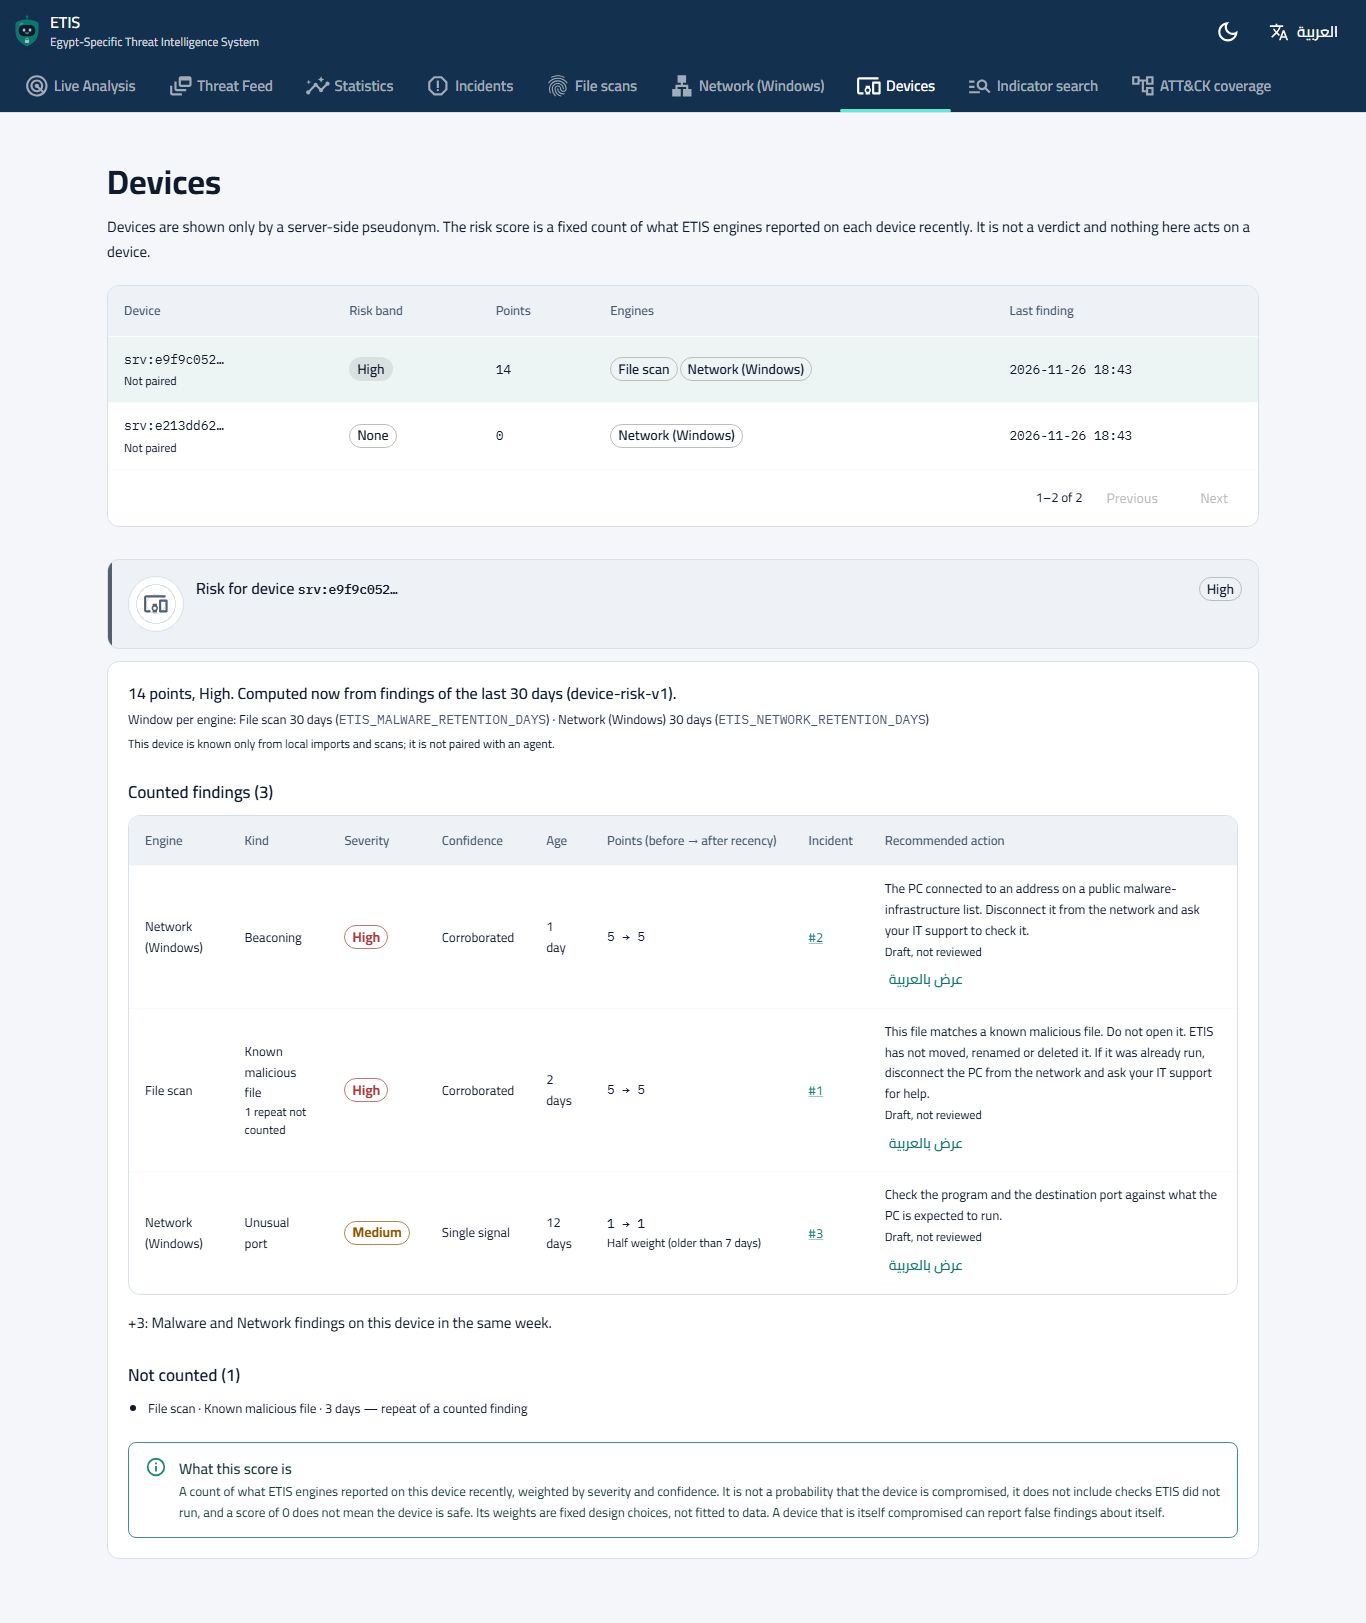 ETIS
Egypt-Specific Threat Intelligence System
العربية
Live Analysis
Threat Feed
Statistics
Incidents
File scans
Network (Windows)
Devices
Indicator search
ATT&CK coverage
Devices
Devices are shown only by a server-side pseudonym. The risk score is a fixed count of what ETIS engines reported on each device recently. It is not a verdict and nothing here acts on a
device.
Device Risk band Points Engines Last finding
srv:e9f9c052…
Not paired
High 14 File scan Network (Windows) 2026-11-26 18:43
srv:e213dd62…
Not paired
None 0 Network (Windows) 2026-11-26 18:43
1–2 of 2 Previous Next
Risk for device srv:e9f9c052…
High
14 points, High. Computed now from findings of the last 30 days (device-risk-v1).
Window per engine: File scan 30 days (ETIS_MALWARE_RETENTION_DAYS) · Network (Windows) 30 days (ETIS_NETWORK_RETENTION_DAYS)
This device is known only from local imports and scans; it is not paired with an agent.
Counted findings (3)
Engine Kind Severity Confidence Age Points (before → after recency) Incident Recommended action
Network
(Windows)
Beaconing
High
Corroborated
1
day
5 → 5
#2
The PC connected to an address on a public malware-
infrastructure list. Disconnect it from the network and ask
your IT support to check it.
Draft, not reviewed
عرض بالعربية
File scan
Known
malicious
file
1 repeat not
counted
High
Corroborated
2
days
5 → 5
#1
This file matches a known malicious file. Do not open it. ETIS
has not moved, renamed or deleted it. If it was already run,
disconnect the PC from the network and ask your IT support
for help.
Draft, not reviewed
عرض بالعربية
Network
(Windows)
Unusual
port
Medium
Single signal
12
days
1 → 1
Half weight (older than 7 days)
#3
Check the program and the destination port against what the
PC is expected to run.
Draft, not reviewed
عرض بالعربية
+3: Malware and Network findings on this device in the same week.
Not counted (1)
• File scan · Known malicious file · 3 days — repeat of a counted finding
What this score is
A count of what ETIS engines reported on this device recently, weighted by severity and confidence. It is not a probability that the device is compromised, it does not include checks ETIS did not
run, and a score of 0 does not mean the device is safe. Its weights are fixed design choices, not fitted to data. A device that is itself compromised can report false findings about itself.